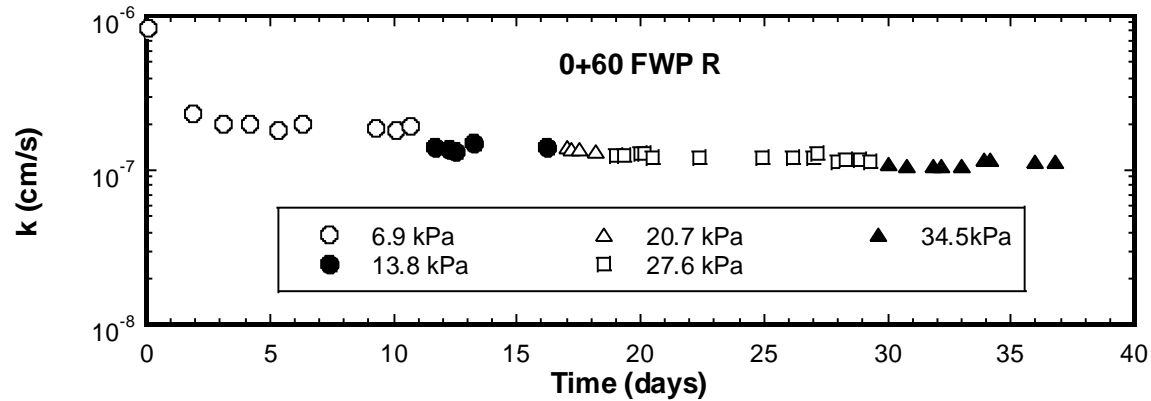 10-6
0+60 FWP R
k (cm/s)
10-7
6.9 kPa 20.7 kPa 34.5kPa
13.8 kPa 27.6 kPa
10-8
0 5 10 15 20 25 30 35 40
Time (days)